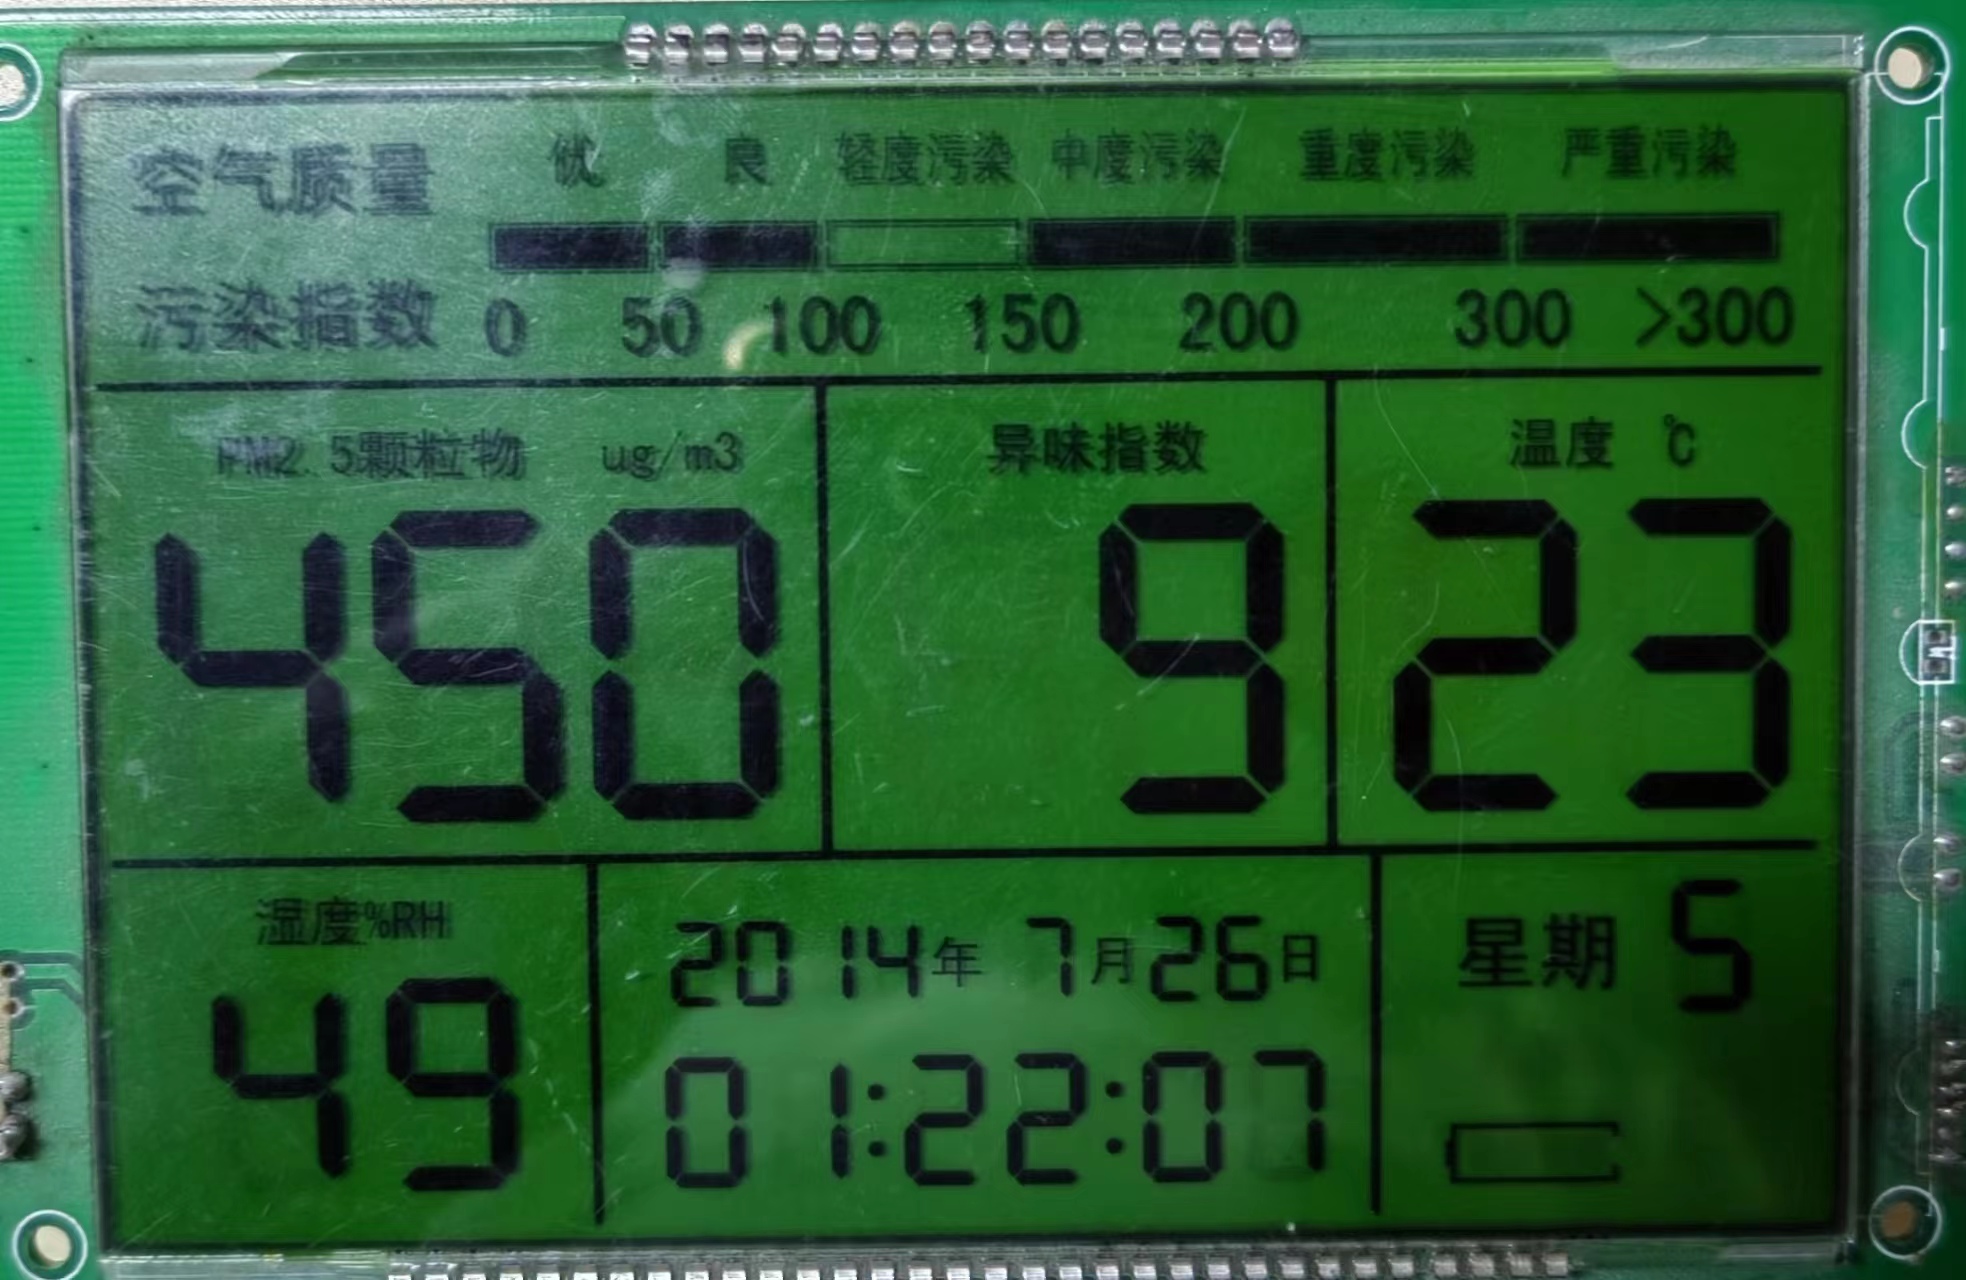 空气质量 优 良 轻度污染 中度污染 重度污染 严重污染
污染指数 0 50 100 150 200 300 >300
PM2.5颗粒物 ug/m3
450
异味指数
9
温度 ℃
23
湿度%RH
49
2014年 7月26日
01:22:07
星期 5